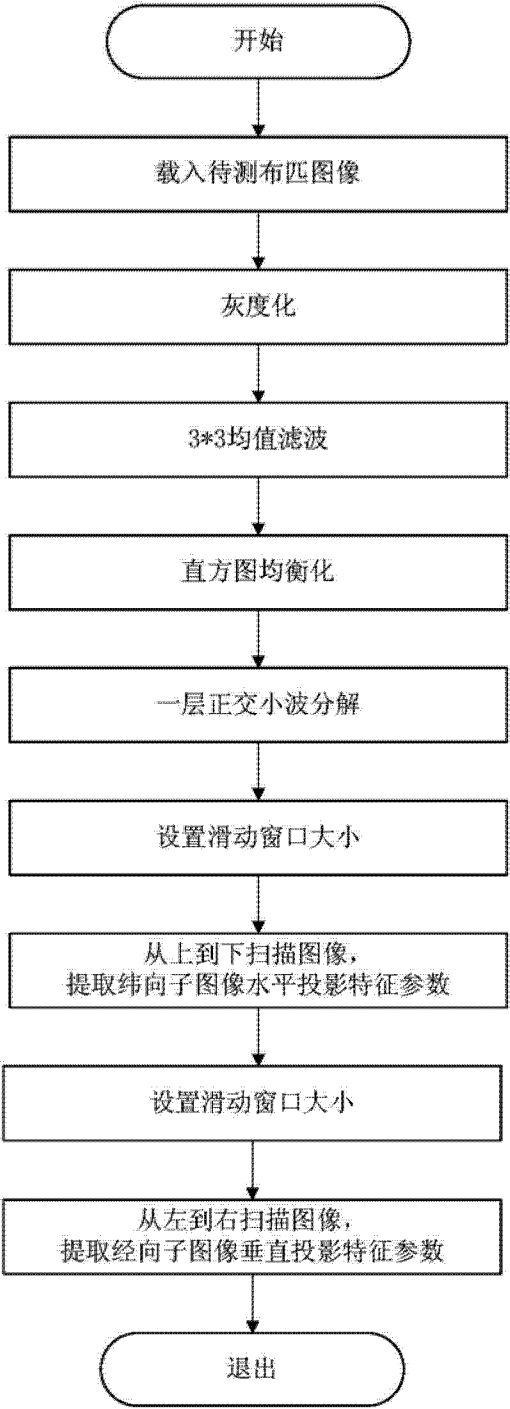 开始
载入待测布匹图像
灰度化
3*3均值滤波
直方图均衡化
一层正交小波分解
设置滑动窗口大小
从上到下扫描图像，
提取纬向子图像水平投影特征参数
设置滑动窗口大小
从左到右扫描图像，
提取经向子图像垂直投影特征参数
退出